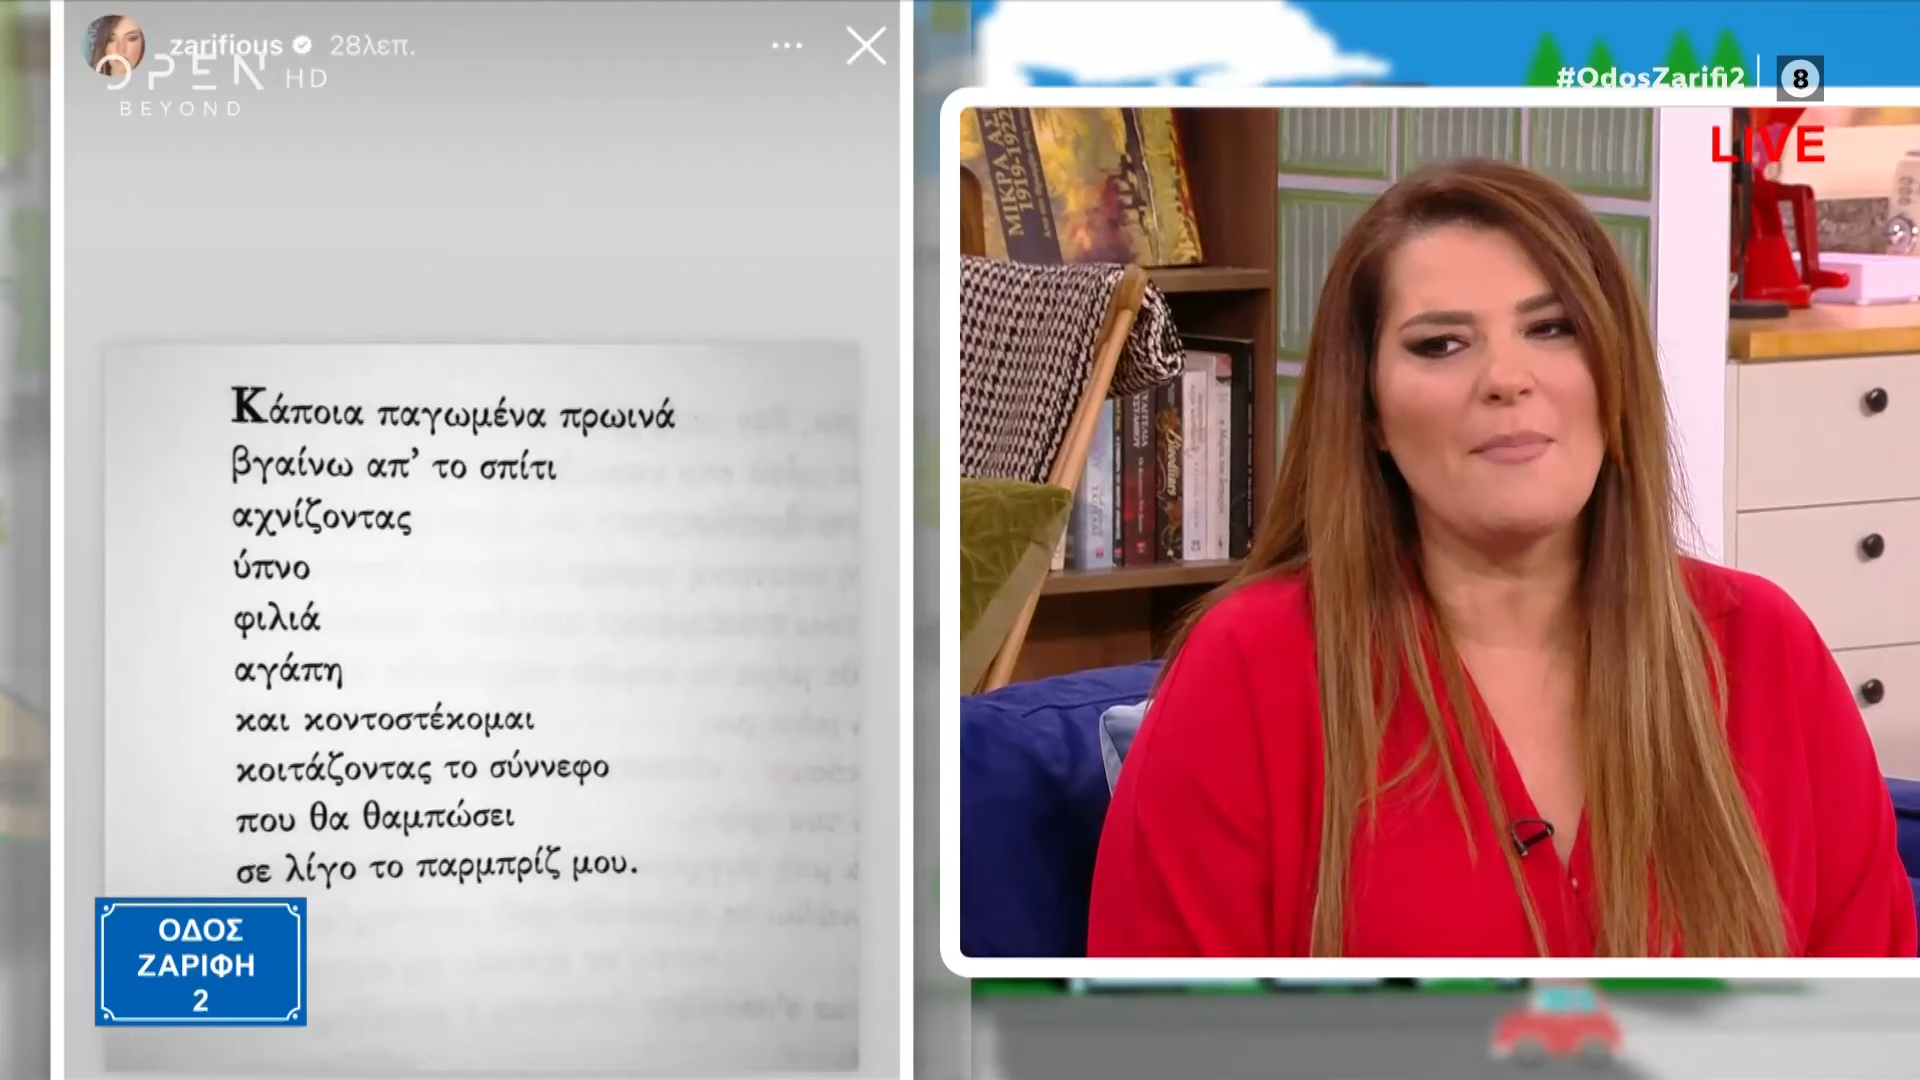 zarifious 28λεπ.
OPEN HD
BEYOND
#OdosZarifi2 8
LIVE
ΜΙΚΡΑ ΑΣ
1919-1922
Κάποια παγωμένα πρωινά
βγαίνω απ’ το σπίτι
αχνίζοντας
ύπνο
φιλιά
αγάπη
και κοντοστέκομαι
κοιτάζοντας το σύννεφο
που θα θαμπώσει
σε λίγο το παρμπρίζ μου.
ΟΔΟΣ
ΖΑΡΙΦΗ
2